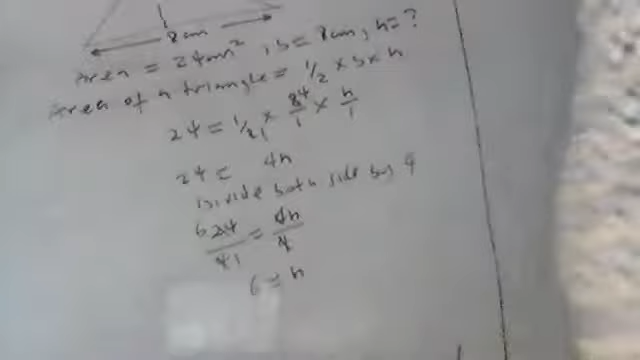 8cm
Area = 24cm², b = 8cm, h = ?
Area of a triangle = 1/2 × b × h
24 = 1/2 × 8/1 × h/1
24 = 4h
Divide both side by 4
24/4 = 4h/4
6 = h